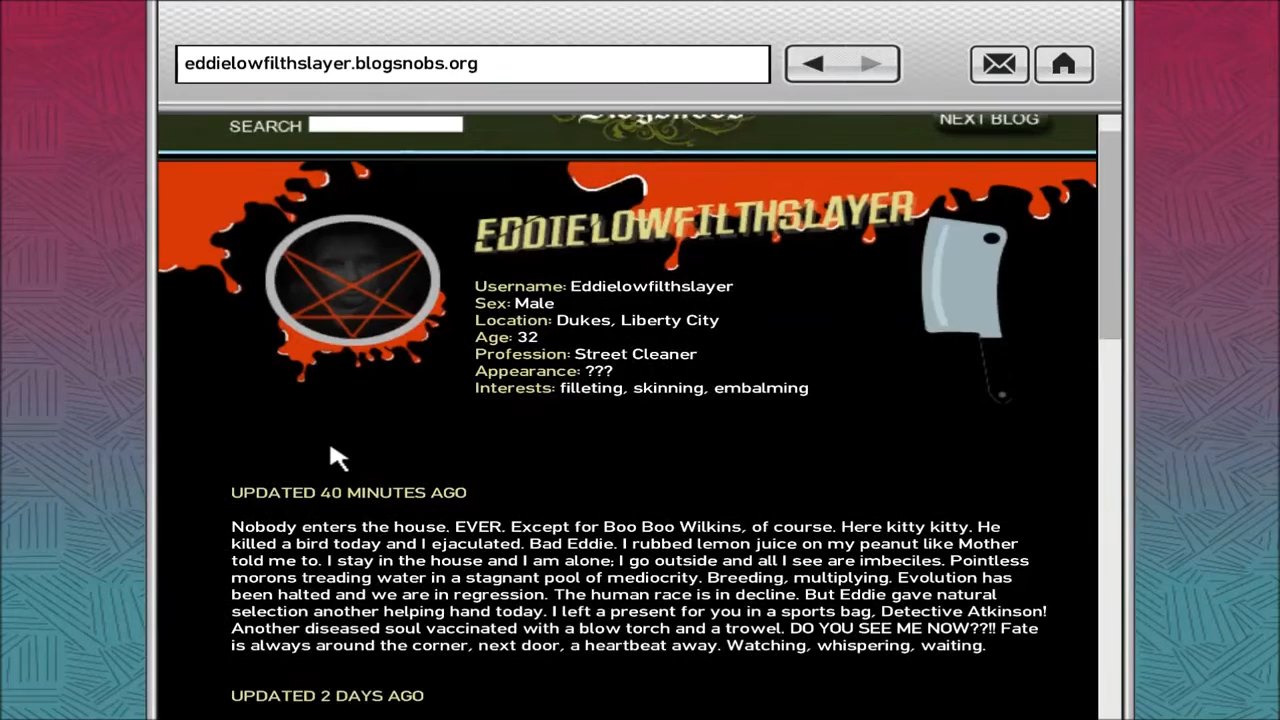 eddielowfilthslayer.blogsnobs.org
SEARCH
Blogsnobs
NEXT BLOG
EDDIELOWFILTHSLAYER
Username: Eddielowfilthslayer
Sex: Male
Location: Dukes, Liberty City
Age: 32
Profession: Street Cleaner
Appearance: ???
Interests: filleting, skinning, embalming
UPDATED 40 MINUTES AGO
Nobody enters the house. EVER. Except for Boo Boo Wilkins, of course. Here kitty kitty. He
killed a bird today and I ejaculated. Bad Eddie. I rubbed lemon juice on my peanut like Mother
told me to. I stay in the house and I am alone; I go outside and all I see are imbeciles. Pointless
morons treading water in a stagnant pool of mediocrity. Breeding, multiplying. Evolution has
been halted and we are in regression. The human race is in decline. But Eddie gave natural
selection another helping hand today. I left a present for you in a sports bag, Detective Atkinson!
Another diseased soul vaccinated with a blow torch and a trowel. DO YOU SEE ME NOW??!! Fate
is always around the corner, next door, a heartbeat away. Watching, whispering, waiting.
UPDATED 2 DAYS AGO